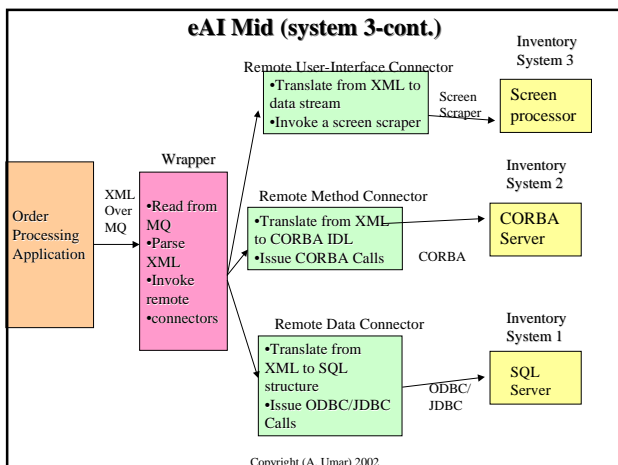 eAI Mid (system 3-cont.)
Remote User-Interface Connector
•Translate from XML to
data stream
•Invoke a screen scraper
Screen
Scraper
Inventory
System 3
Screen
processor
Order
Processing
Application
XML
Over
MQ
Wrapper
•Read from
MQ
•Parse
XML
•Invoke
remote
•connectors
Remote Method Connector
•Translate from XML
to CORBA IDL
•Issue CORBA Calls
CORBA
Inventory
System 2
CORBA
Server
Remote Data Connector
•Translate from
XML to SQL
structure
•Issue ODBC/JDBC
Calls
ODBC/
JDBC
Inventory
System 1
SQL
Server
Copyright (A. Umar) 2002